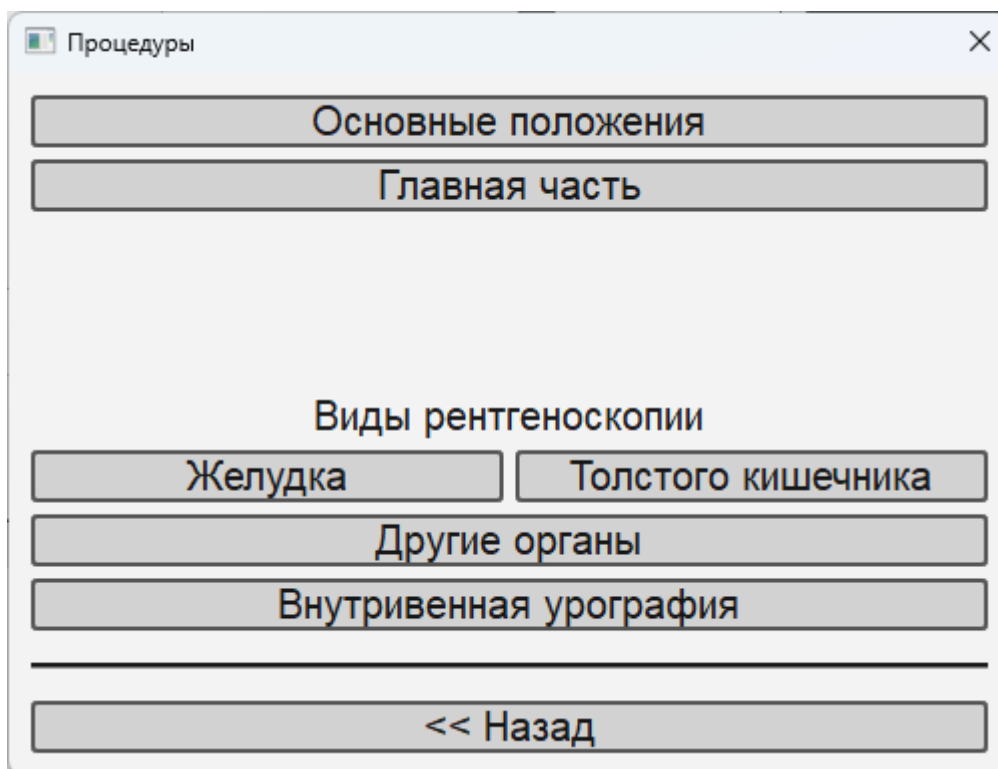 Процедуры
Основные положения
Главная часть
Виды рентгеноскопии
Желудка
Толстого кишечника
Другие органы
Внутривенная урография
<< Назад